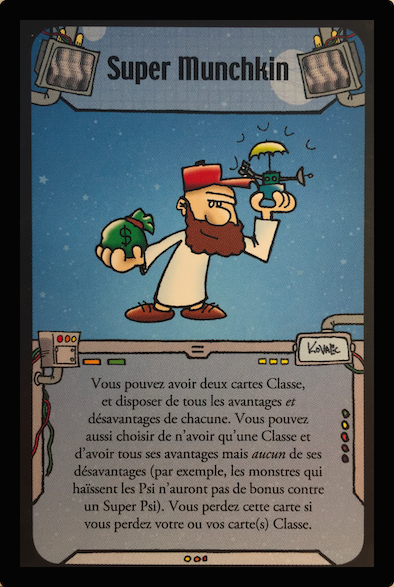 Super Munchkin
$
Kovalic
Vous pouvez avoir deux cartes Classe,
et disposer de tous les avantages et
désavantages de chacune. Vous pouvez
aussi choisir de n'avoir qu'une Classe et
d'avoir tous ses avantages mais aucun de ses
désavantages (par exemple, les monstres qui
haïssent les Psi n'auront pas de bonus contre
un Super Psi). Vous perdez cette carte si
vous perdez votre ou vos carte(s) Classe.